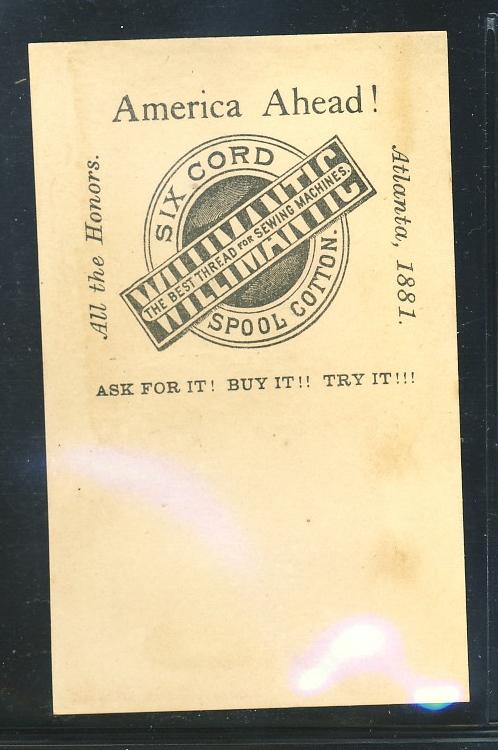 America Ahead!
All the Honors.
Atlanta, 1881.
SIX CORD
WILLIMANTIC
THE BEST THREAD FOR SEWING MACHINES.
WILLIMANTIC
SPOOL COTTON.
ASK FOR IT! BUY IT!! TRY IT!!!